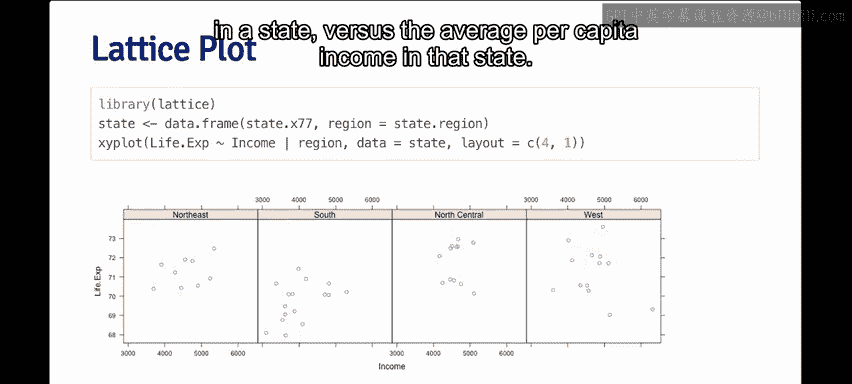 in a state, versus the average per capita
income in that state.
Lattice Plot
library(lattice)
state <- data.frame(state.x77, region = state.region)
xyplot(Life.Exp ~ Income | region, data = state, layout = c(4, 1))
3000 4000 5000 6000 3000 4000 5000 6000
Northeast South North Central West
73
72
71
70
69
68
Life.Exp
3000 4000 5000 6000 3000 4000 5000 6000
Income